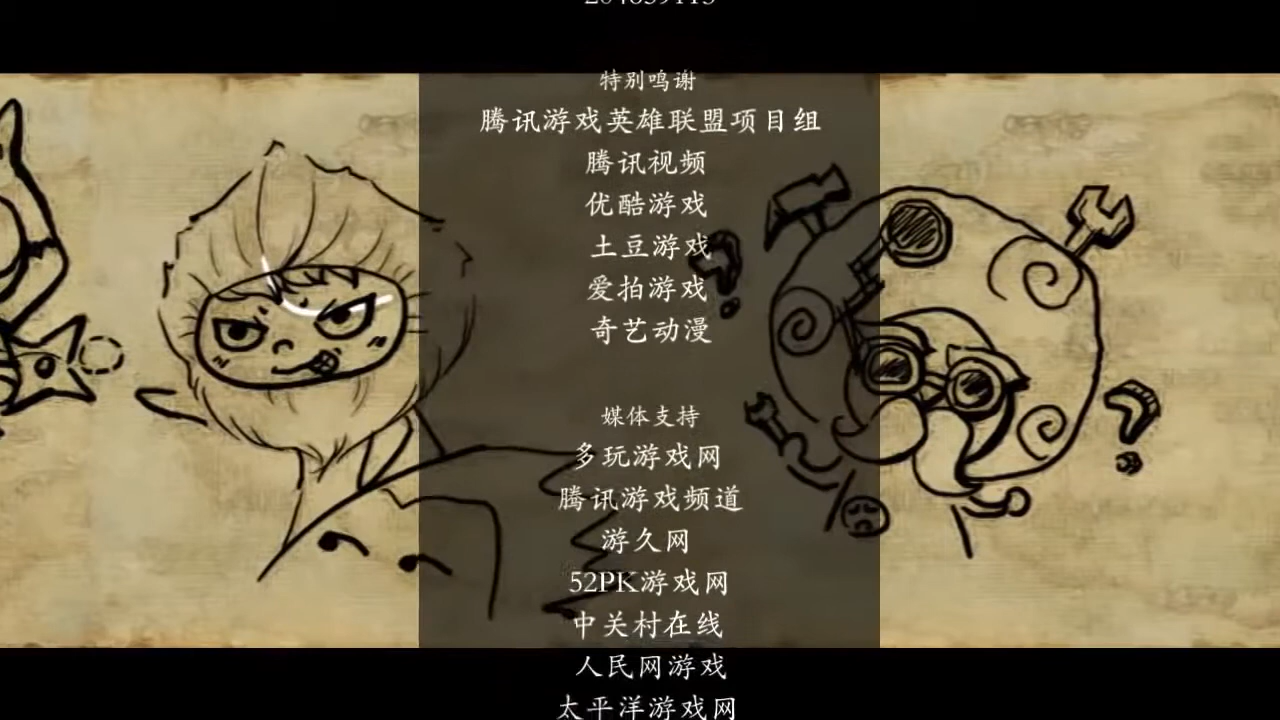 特别鸣谢
腾讯游戏英雄联盟项目组
腾讯视频
优酷游戏
土豆游戏
爱拍游戏
奇艺动漫
媒体支持
多玩游戏网
腾讯游戏频道
游久网
52PK游戏网
中关村在线
人民网游戏
太平洋游戏网